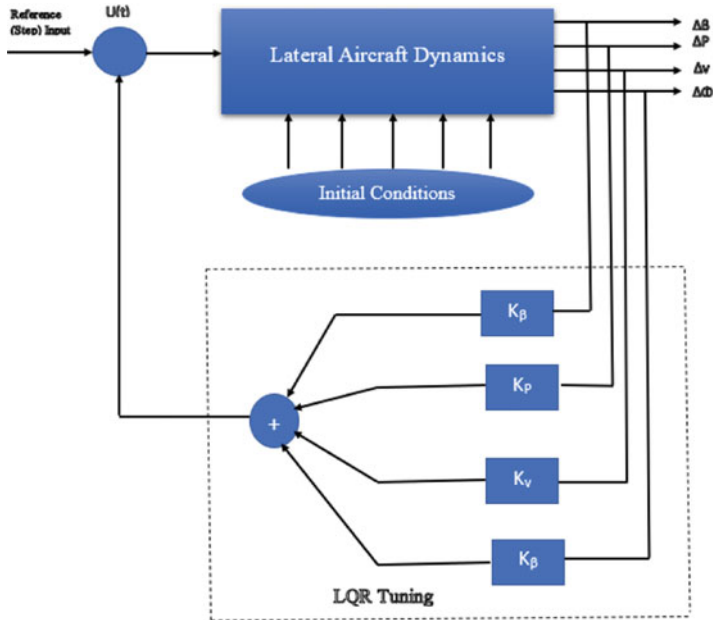 Reference
(Step) Input
U(t)
Lateral Aircraft Dynamics
Δβ
ΔP
Δv
ΔΦ
Initial Conditions
Kβ
KP
+
Kv
Kβ
LQR Tuning